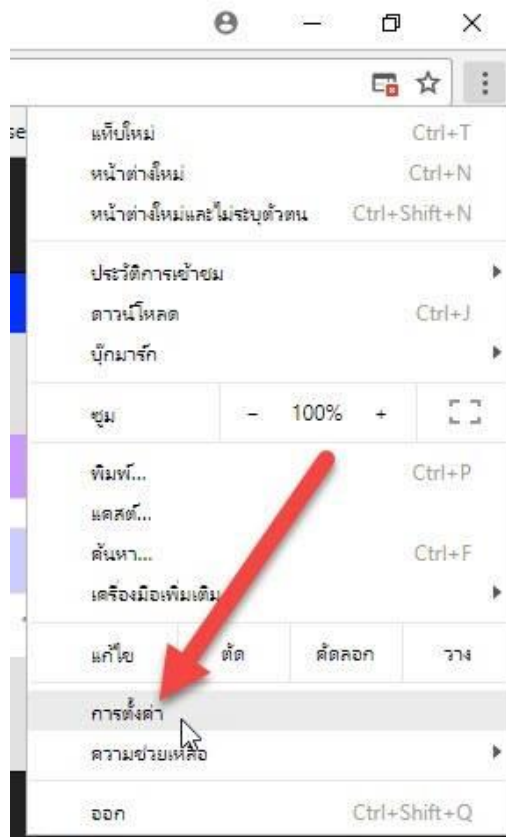 se
แท็บใหม่ Ctrl+T
หน้าต่างใหม่ Ctrl+N
หน้าต่างใหม่และไม่ระบุตัวตน Ctrl+Shift+N
ประวัติการเข้าชม
ดาวน์โหลด Ctrl+J
บุ๊กมาร์ก
ซูม - 100% +
พิมพ์... Ctrl+P
แคสต์...
ค้นหา... Ctrl+F
เครื่องมือเพิ่มเติม
แก้ไข ตัด คัดลอก วาง
การตั้งค่า
ความช่วยเหลือ
ออก Ctrl+Shift+Q